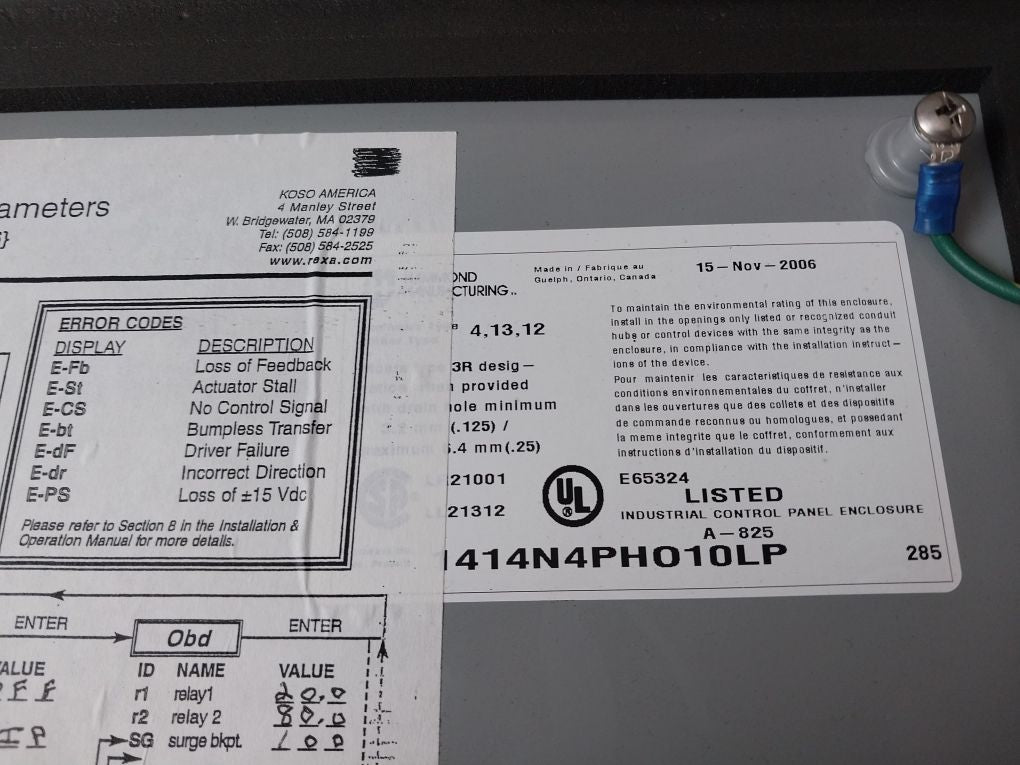 KOSO AMERICA
4 Manley Street
W. Bridgewater, MA 02379
Tel: (508) 584-1199
Fax: (508) 584-2525
www.rexa.com
ameters
ERROR CODES
DISPLAY DESCRIPTION
E-Fb Loss of Feedback
E-St Actuator Stall
E-CS No Control Signal
E-bt Bumpless Transfer
E-dF Driver Failure
E-dr Incorrect Direction
E-PS Loss of ±15 Vdc
Please refer to Section 8 in the Installation &
Operation Manual for more details.
ENTER Obd ENTER
ALUE ID NAME VALUE
r1 relay1 20.0
r2 relay 2 80.0
SG surge bkpt. 100
OND
CTURING..
Made in / Fabrique au
Guelph, Ontario, Canada
15-Nov-2006
4,13,12
3R desig-
provided
hole minimum
(.125) /
6.4 mm(.25)
21001
21312
To maintain the environmental rating of this enclosure,
install in the openings only listed or recognized conduit
hubs or control devices with the same integrity as the
enclosure, in compliance with the installation instruct-
ions of the device.
Pour maintenir les caracteristiques de resistance aux
conditions environnementales du coffret, n'installer
dans les ouvertures que des collets et des dispositifs
de commande reconnus ou homologues, et possedant
la meme integrite que le coffret, conformement aux
instructions d'installation du dispositif.
UL ®
E65324
LISTED
INDUSTRIAL CONTROL PANEL ENCLOSURE
A-825
1414N4PHO10LP 285